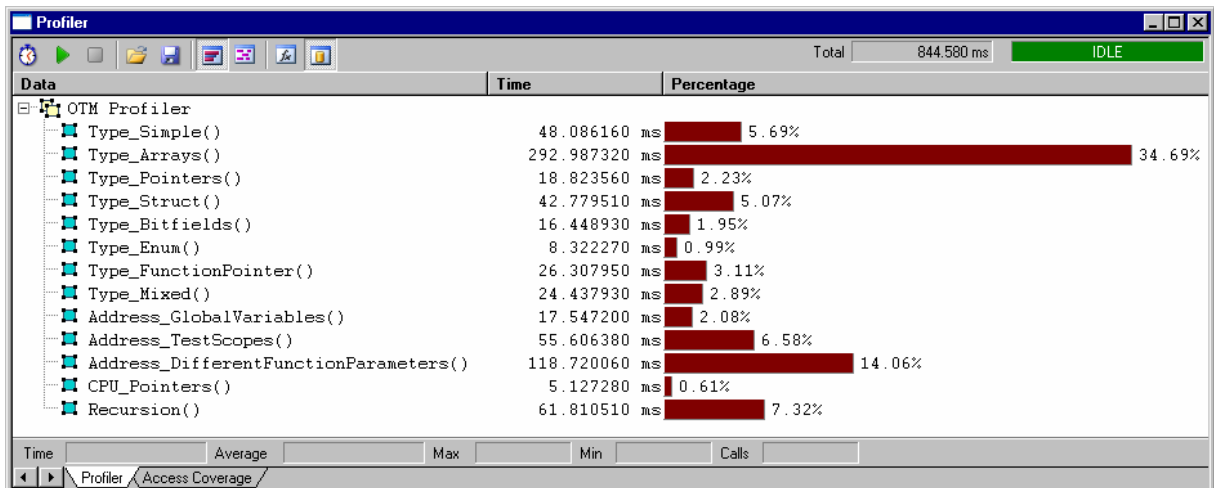 Profiler
Total 844.580 ms IDLE
Data Time Percentage
OTM Profiler
Type_Simple() 48.086160 ms 5.69%
Type_Arrays() 292.987320 ms 34.69%
Type_Pointers() 18.823560 ms 2.23%
Type_Struct() 42.779510 ms 5.07%
Type_Bitfields() 16.448930 ms 1.95%
Type_Enum() 8.322270 ms 0.99%
Type_FunctionPointer() 26.307950 ms 3.11%
Type_Mixed() 24.437930 ms 2.89%
Address_GlobalVariables() 17.547200 ms 2.08%
Address_TestScopes() 55.606380 ms 6.58%
Address_DifferentFunctionParameters() 118.720060 ms 14.06%
CPU_Pointers() 5.127280 ms 0.61%
Recursion() 61.810510 ms 7.32%
Time Average Max Min Calls
Profiler Access Coverage